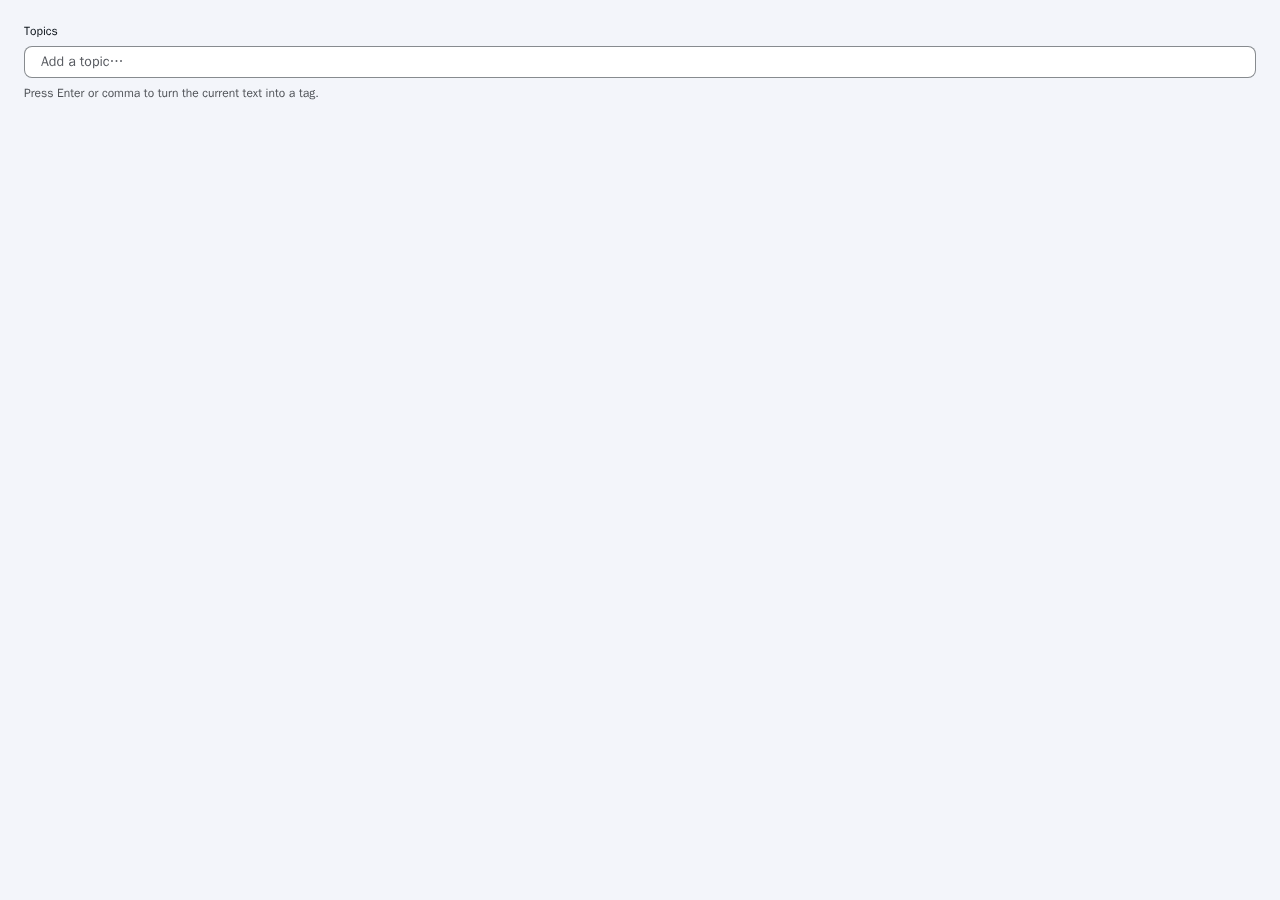 Topics
Add a topic…
Press Enter or comma to turn the current text into a tag.